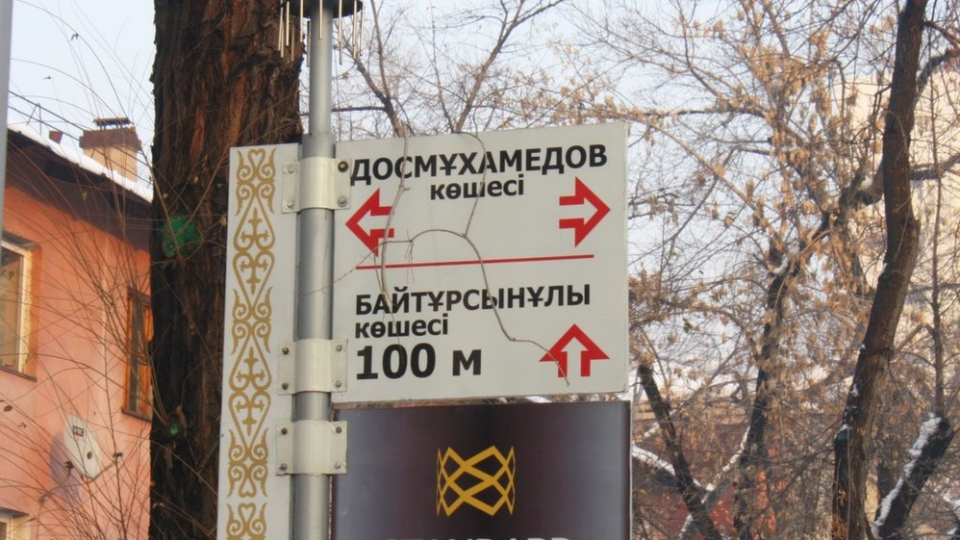 ДОСМҰХАМЕДОВ
көшесі
БАЙТҰРСЫНҰЛЫ
көшесі
100 м